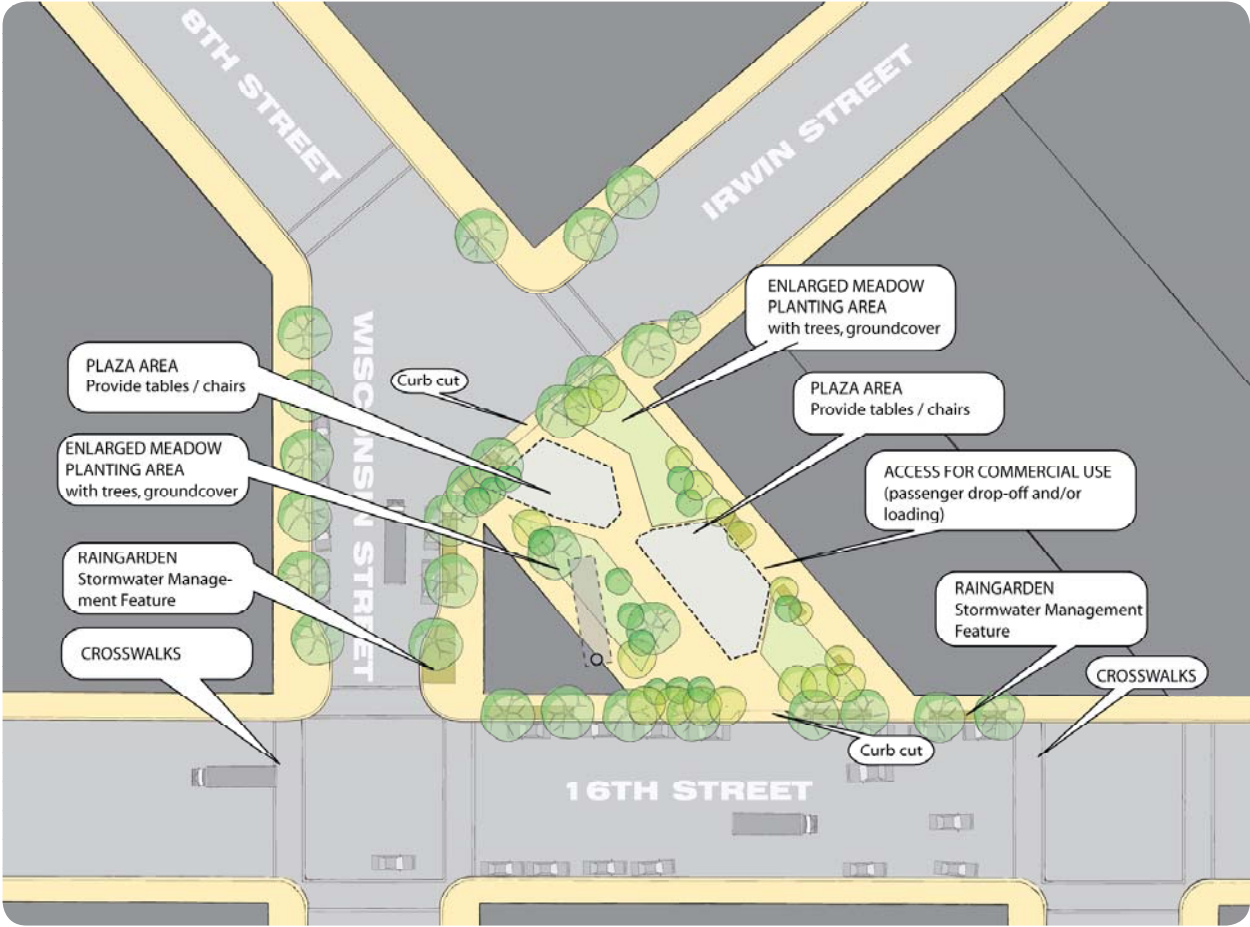 8TH STREET
IRWIN STREET
ENLARGED MEADOW
PLANTING AREA
with trees, groundcover
WISCONSIN STREET
PLAZA AREA
Provide tables / chairs
Curb cut
PLAZA AREA
Provide tables / chairs
ENLARGED MEADOW
PLANTING AREA
with trees, groundcover
ACCESS FOR COMMERCIAL USE
(passenger drop-off and/or
loading)
RAINGARDEN
Stormwater Manage-
ment Feature
RAINGARDEN
Stormwater Management
Feature
CROSSWALKS
CROSSWALKS
Curb cut
16TH STREET